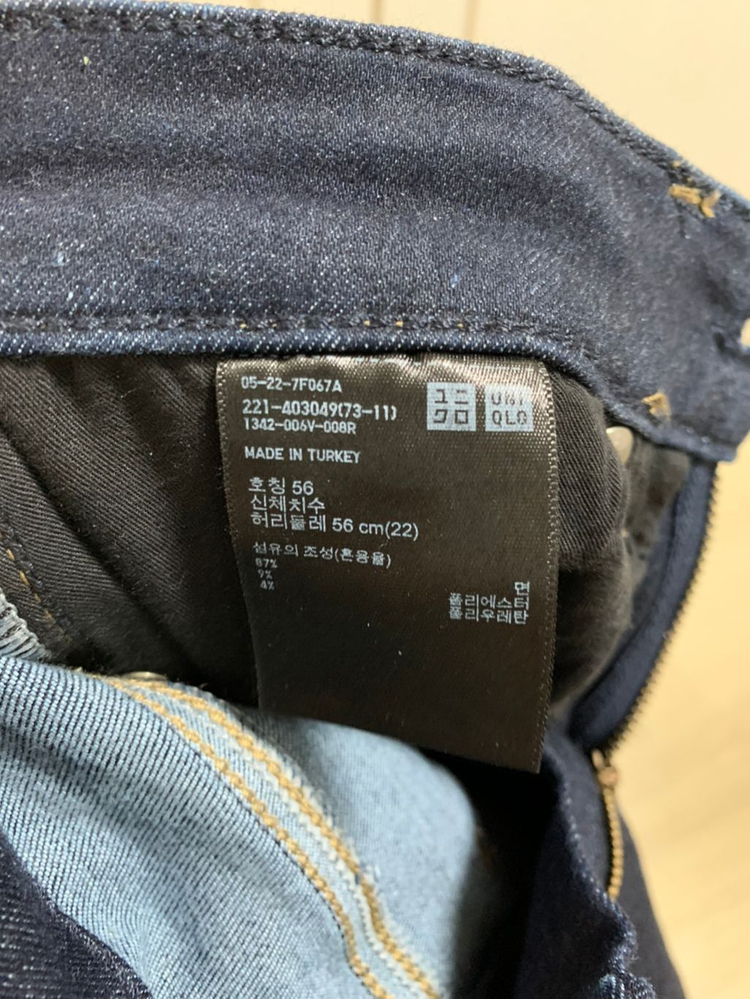 05-22-7F067A
221-403049(73-11)
1342-006V-008R
ユニ
クロ
UNI
QLO
MADE IN TURKEY
호칭 56
신체치수
허리둘레 56 cm(22)
섬유의 조성(혼용율)
87% 면
9% 폴리에스터
4% 폴리우레탄